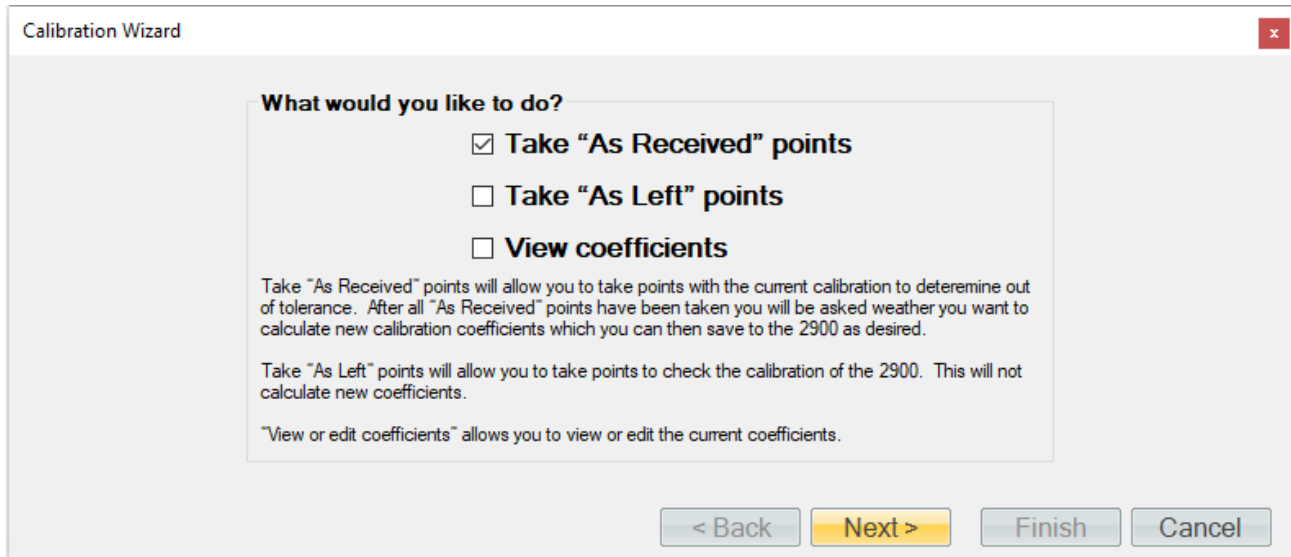 Calibration Wizard
x
What would you like to do?
Take “As Received” points
Take “As Left” points
View coefficients
Take "As Received" points will allow you to take points with the current calibration to deteremine out
of tolerance.  After all "As Received" points have been taken you will be asked weather you want to
calculate new calibration coefficients which you can then save to the 2900 as desired.
Take "As Left" points will allow you to take points to check the calibration of the 2900.  This will not
calculate new coefficients.
"View or edit coefficients" allows you to view or edit the current coefficients.
< Back Next > Finish Cancel